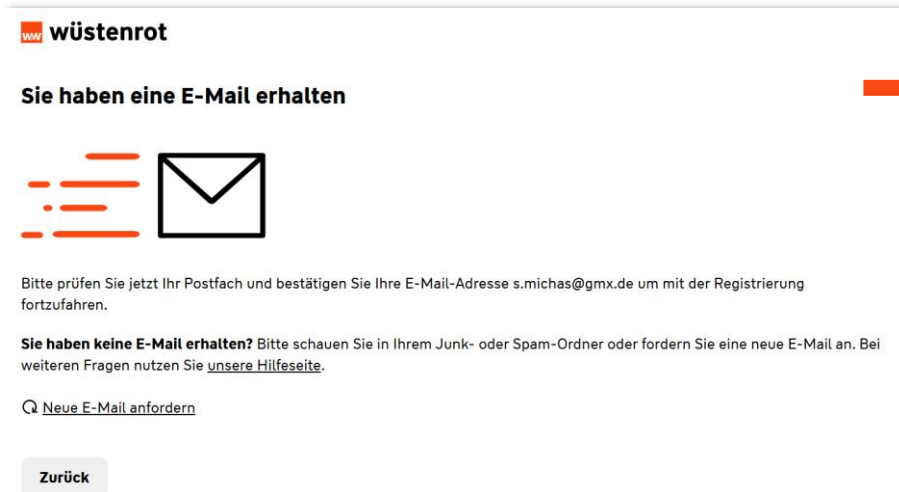 ww wüstenrot
Sie haben eine E-Mail erhalten
Bitte prüfen Sie jetzt Ihr Postfach und bestätigen Sie Ihre E-Mail-Adresse s.michas@gmx.de um mit der Registrierung
fortzufahren.
Sie haben keine E-Mail erhalten? Bitte schauen Sie in Ihrem Junk- oder Spam-Ordner oder fordern Sie eine neue E-Mail an. Bei
weiteren Fragen nutzen Sie unsere Hilfeseite.
Neue E-Mail anfordern
Zurück